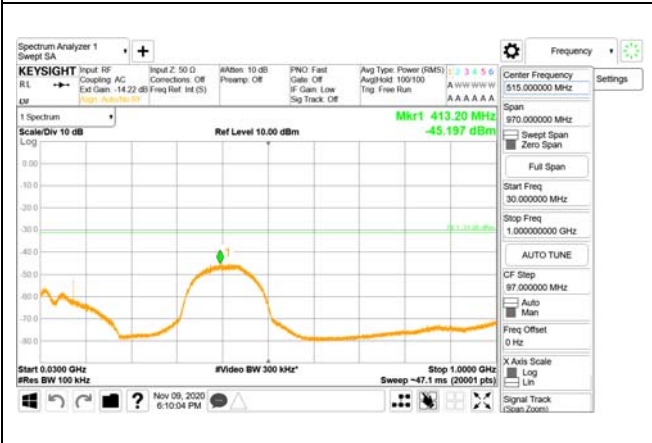 Spectrum Analyzer 1
Swept SA
Frequency
KEYSIGHT
Input: RF
Coupling: AC
Ext Gain: -14.22 dB
Align: Auto/No RF
Input Z: 50 Ω
Corrections: Off
Freq Ref: Int (S)
#Atten: 10 dB
Preamp: Off
PNO: Fast
Gate: Off
IF Gain: Low
Sig Track: Off
Avg Type: Power (RMS)
Avg|Hold: 100/100
Trig: Free Run
1 2 3 4 5 6
A W W W W W
A A A A A A
RL
1 Spectrum
Scale/Div 10 dB
Log
Ref Level 10.00 dBm
Mkr1 413.20 MHz
-45.197 dBm
0.00
-10.0
-20.0
-30.0
-40.0
-50.0
-60.0
-70.0
-80.0
1
Start 0.0300 GHz
#Res BW 100 kHz
#Video BW 300 kHz*
Stop 1.0000 GHz
Sweep ~47.1 ms (20001 pts)
Nov 09, 2020
6:10:04 PM
Center Frequency
515.000000 MHz
Settings
Span
970.000000 MHz
Swept Span
Zero Span
Full Span
Start Freq
30.000000 MHz
Stop Freq
1.000000000 GHz
AUTO TUNE
CF Step
97.000000 MHz
Auto
Man
Freq Offset
0 Hz
X Axis Scale
Log
Lin
Signal Track
(Span Zoom)